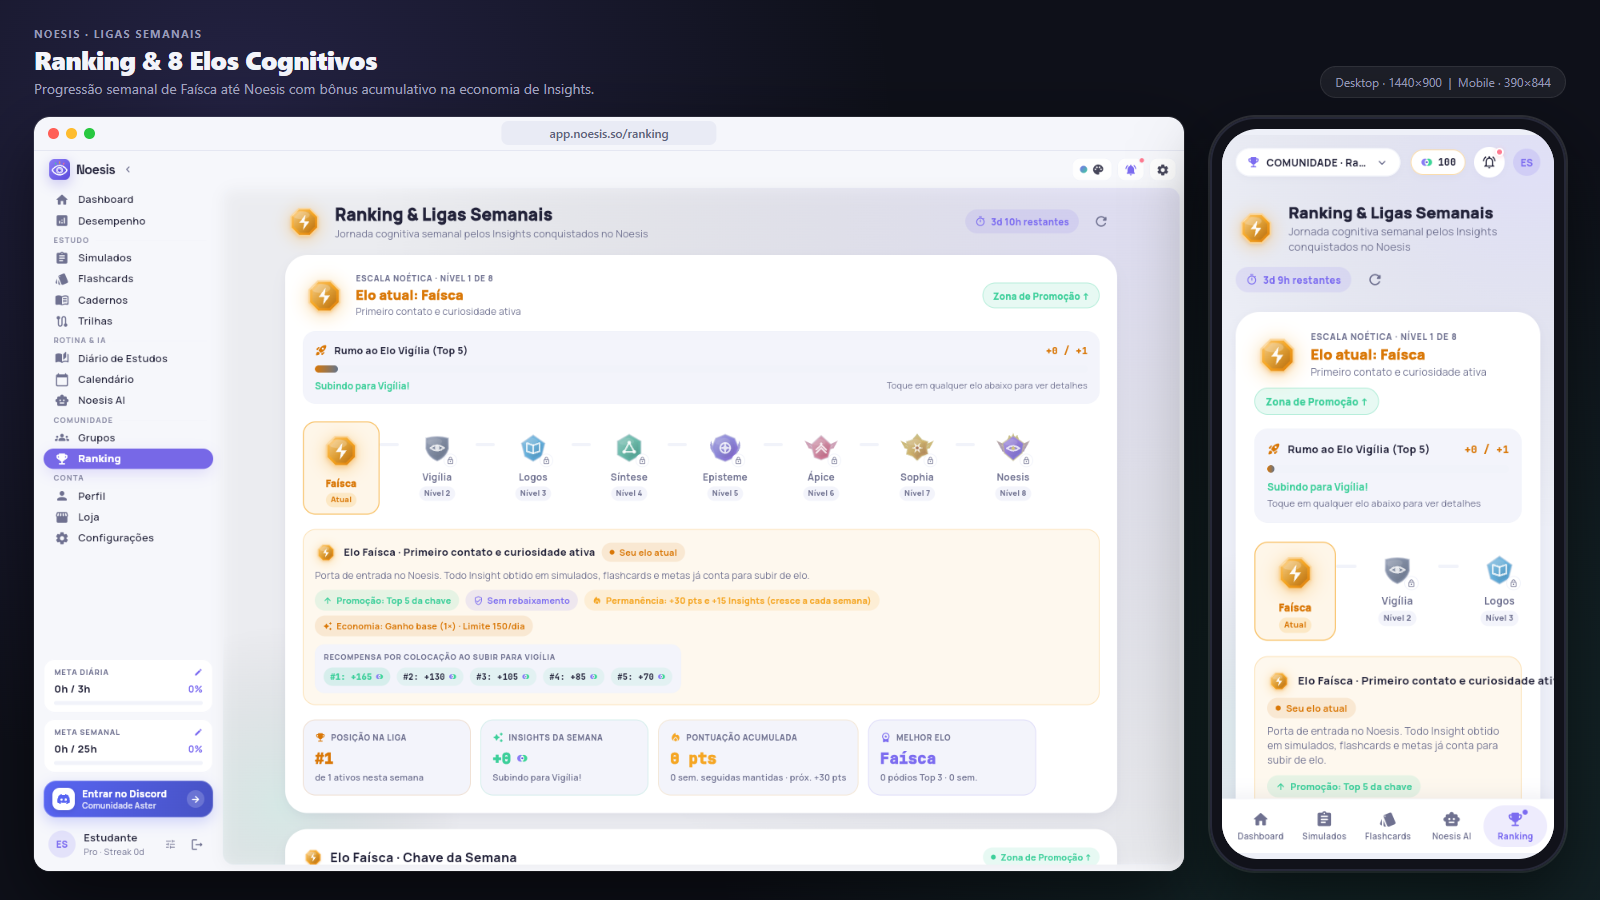 NOESIS · LIGAS SEMANAIS
Ranking & 8 Elos Cognitivos
Progressão semanal de Faísca até Noesis com bônus acumulativo na economia de Insights.
Desktop · 1440×900 | Mobile · 390×844
app.noesis.so/ranking
Noesis
Dashboard
Desempenho
ESTUDO
Simulados
Flashcards
Cadernos
Trilhas
ROTINA & IA
Diário de Estudos
Calendário
Noesis AI
COMUNIDADE
Grupos
Ranking
CONTA
Perfil
Loja
Configurações
META DIÁRIA
0h / 3h 0%
META SEMANAL
0h / 25h 0%
Entrar no Discord
Comunidade Aster
ES
Estudante
Pro · Streak 0d
Ranking & Ligas Semanais
Jornada cognitiva semanal pelos Insights conquistados no Noesis
3d 10h restantes
ESCALA NOÉTICA · NÍVEL 1 DE 8
Elo atual: Faísca
Primeiro contato e curiosidade ativa
Zona de Promoção ↑
Rumo ao Elo Vigília (Top 5) +0 / +1
Subindo para Vigília! Toque em qualquer elo abaixo para ver detalhes
Faísca
Atual
Vigília
Nível 2
Logos
Nível 3
Síntese
Nível 4
Episteme
Nível 5
Ápice
Nível 6
Sophia
Nível 7
Noesis
Nível 8
Elo Faísca · Primeiro contato e curiosidade ativa
Seu elo atual
Porta de entrada no Noesis. Todo Insight obtido em simulados, flashcards e metas já conta para subir de elo.
↑ Promoção: Top 5 da chave
Sem rebaixamento
Permanência: +30 pts e +15 Insights (cresce a cada semana)
Economia: Ganho base (1×) · Limite 150/dia
RECOMPENSA POR COLOCAÇÃO AO SUBIR PARA VIGÍLIA
#1: +165 #2: +130 #3: +105 #4: +85 #5: +70
POSIÇÃO NA LIGA
#1
de 1 ativos nesta semana
INSIGHTS DA SEMANA
+0
Subindo para Vigília!
PONTUAÇÃO ACUMULADA
0 pts
0 sem. seguidas mantidas · próx. +30 pts
MELHOR ELO
Faísca
0 pódios Top 3 · 0 sem.
Elo Faísca · Chave da Semana
Zona de Promoção ↑
COMUNIDADE · Ra...
100
ES
Ranking & Ligas Semanais
Jornada cognitiva semanal pelos Insights
conquistados no Noesis
3d 9h restantes
ESCALA NOÉTICA · NÍVEL 1 DE 8
Elo atual: Faísca
Primeiro contato e curiosidade ativa
Zona de Promoção ↑
Rumo ao Elo Vigília (Top 5) +0 / +1
Subindo para Vigília!
Toque em qualquer elo abaixo para ver detalhes
Faísca
Atual
Vigília
Nível 2
Logos
Nível 3
Elo Faísca · Primeiro contato e curiosidade ati
Seu elo atual
Porta de entrada no Noesis. Todo Insight obtido
em simulados, flashcards e metas já conta para
subir de elo.
↑ Promoção: Top 5 da chave
Dashboard
Simulados
Flashcards
Noesis AI
Ranking